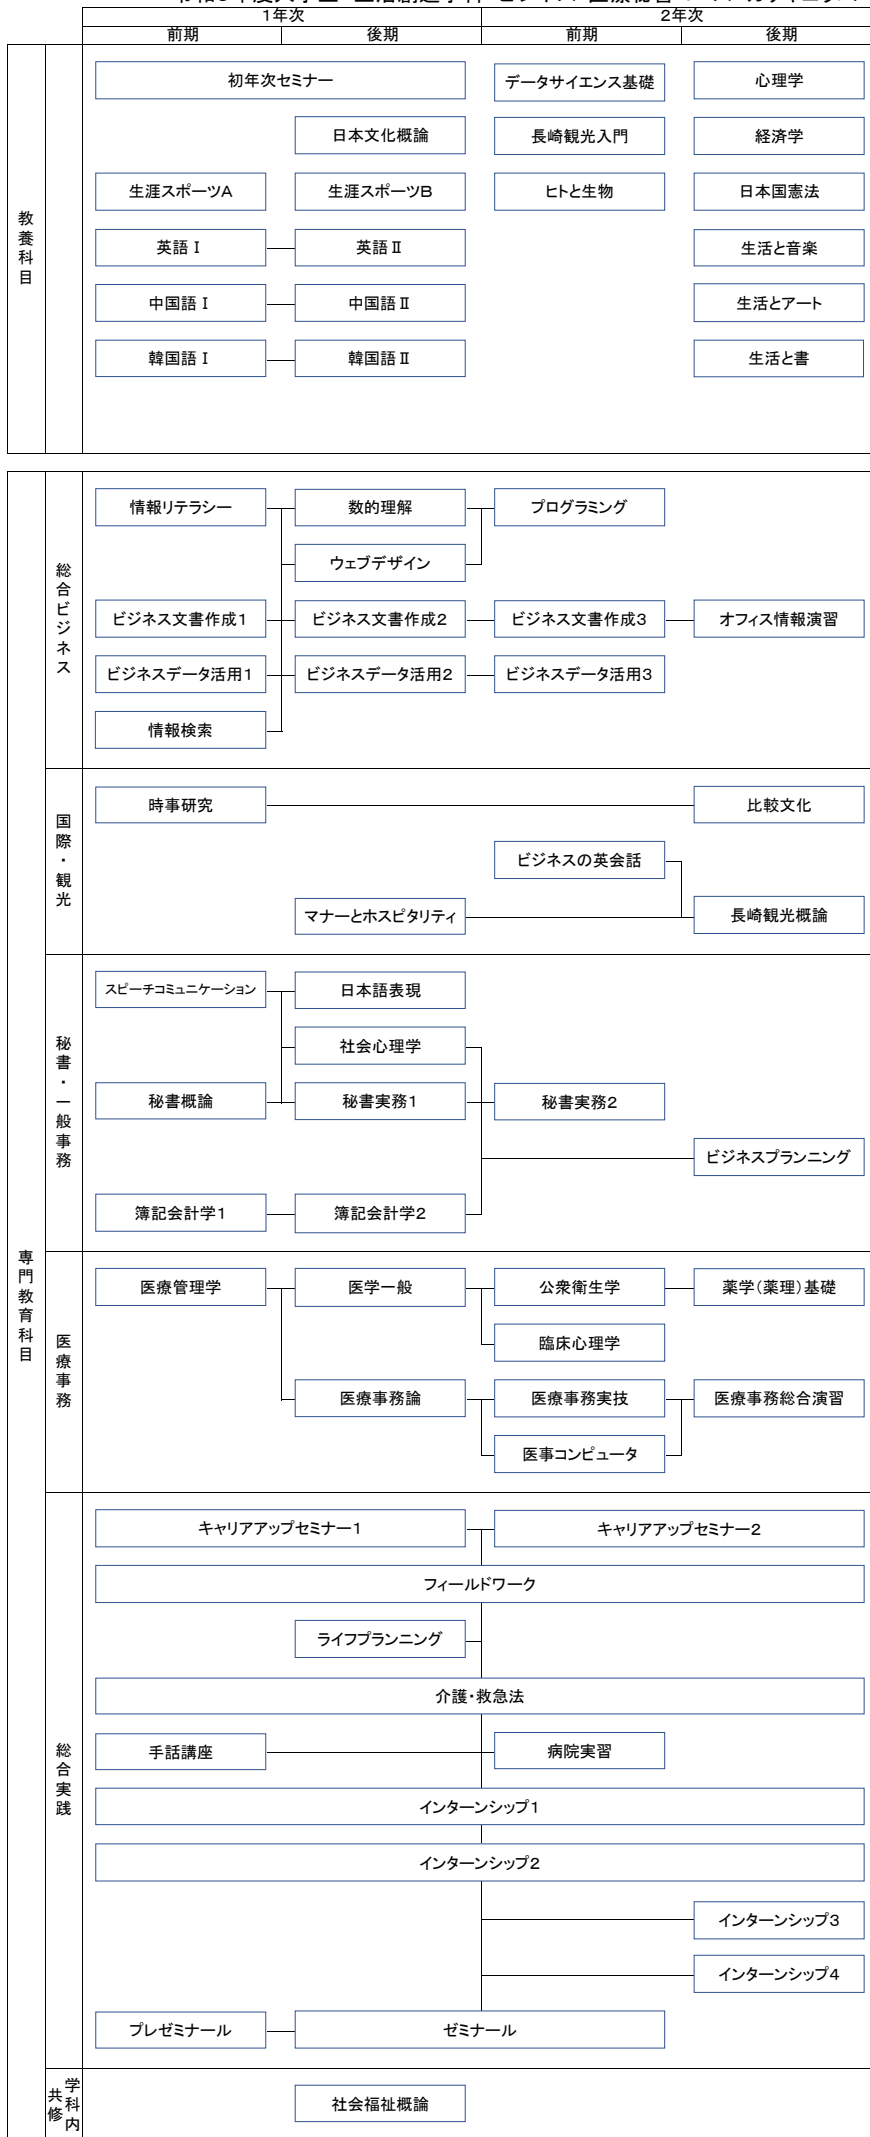 1年次 2年次
前期 後期 前期 後期
教養科目
初年次セミナー データサイエンス基礎 心理学
日本文化概論 長崎観光入門 経済学
生涯スポーツA 生涯スポーツB ヒトと生物 日本国憲法
英語Ⅰ 英語Ⅱ 生活と音楽
中国語Ⅰ 中国語Ⅱ 生活とアート
韓国語Ⅰ 韓国語Ⅱ 生活と書
専門教育科目
総合ビジネス
情報リテラシー 数的理解 プログラミング
ウェブデザイン
ビジネス文書作成1 ビジネス文書作成2 ビジネス文書作成3 オフィス情報演習
ビジネスデータ活用1 ビジネスデータ活用2 ビジネスデータ活用3
情報検索
国際・観光
時事研究 比較文化
ビジネスの英会話
マナーとホスピタリティ 長崎観光概論
秘書・一般事務
スピーチコミュニケーション 日本語表現
社会心理学
秘書概論 秘書実務1 秘書実務2
ビジネスプランニング
簿記会計学1 簿記会計学2
医療事務
医療管理学 医学一般 公衆衛生学 薬学(薬理)基礎
臨床心理学
医療事務論 医療事務実技 医療事務総合演習
医事コンピュータ
総合実践
キャリアアップセミナー1 キャリアアップセミナー2
フィールドワーク
ライフプランニング
介護・救急法
手話講座 病院実習
インターンシップ1
インターンシップ2
インターンシップ3
インターンシップ4
プレゼミナール ゼミナール
学科内共修
社会福祉概論